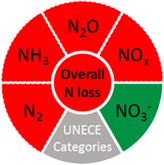 N₂O
NH₃
NOₓ
Overall
N loss
N₂
NO₃⁻
UNECE
Categories